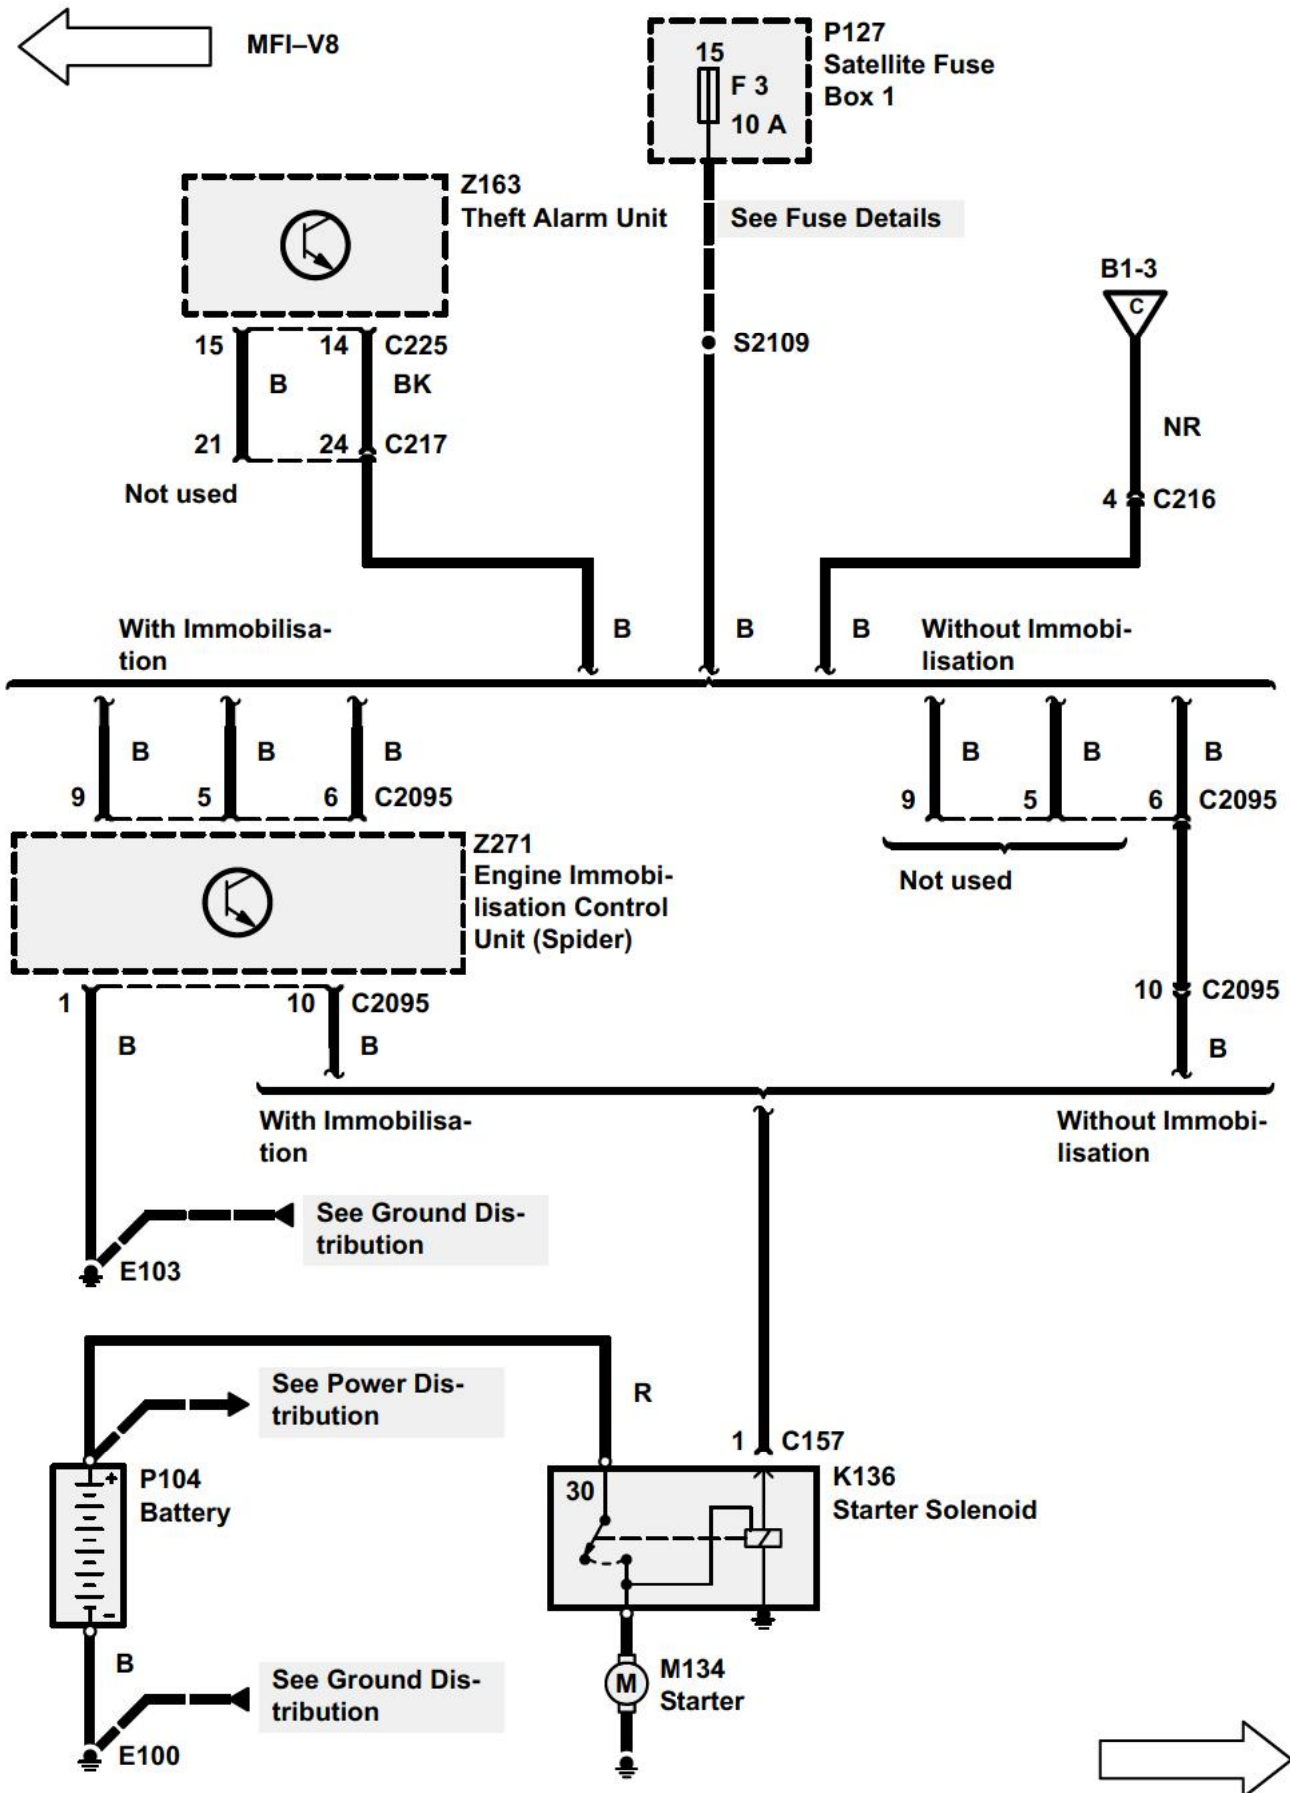 MFI–V8
P127
Satellite Fuse
Box 1
15
F 3
10 A
Z163
Theft Alarm Unit
See Fuse Details
B1-3
C
15
14
C225
S2109
B
BK
NR
21
24
C217
Not used
4
C216
With Immobilisa-
tion
B
B
B
Without Immobi-
lisation
B
B
B
B
B
B
9
5
6
C2095
9
5
6
C2095
Z271
Engine Immobi-
lisation Control
Unit (Spider)
Not used
1
10
C2095
10
C2095
B
B
B
With Immobilisa-
tion
Without Immobi-
lisation
See Ground Dis-
tribution
E103
See Power Dis-
tribution
R
1
C157
P104
Battery
+
-
30
K136
Starter Solenoid
B
See Ground Dis-
tribution
M
M134
Starter
E100